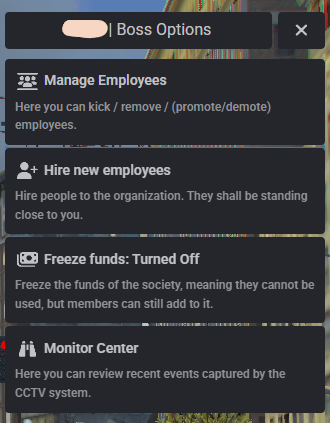 | Boss Options
Manage Employees
Here you can kick / remove / (promote/demote)
employees.
Hire new employees
Hire people to the organization. They shall be standing
close to you.
Freeze funds: Turned Off
Freeze the funds of the society, meaning they cannot be
used, but members can still add to it.
Monitor Center
Here you can review recent events captured by the
CCTV system.